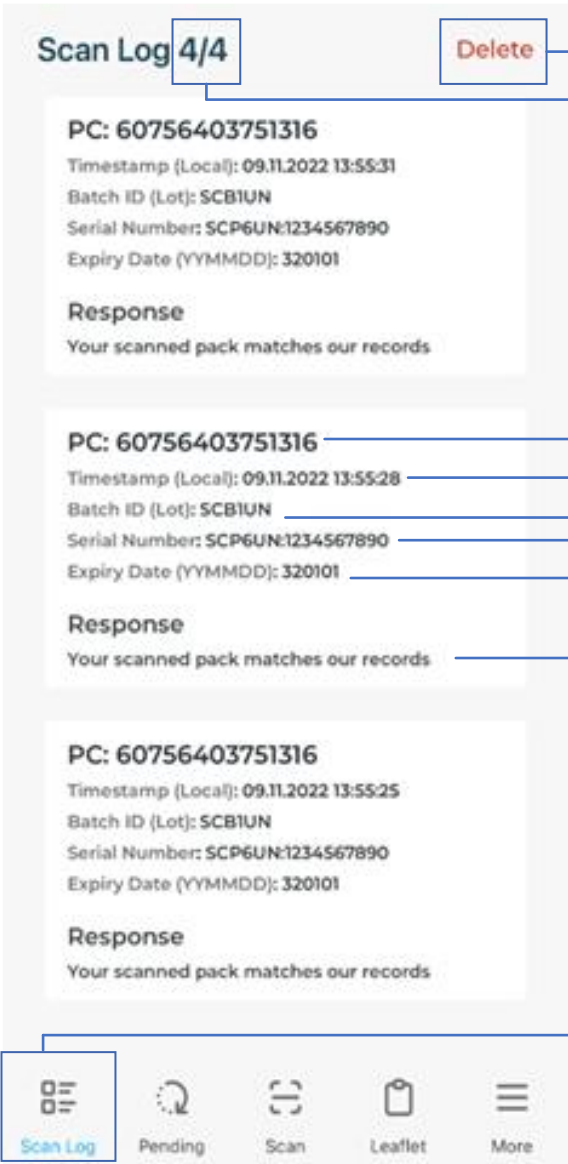 Scan Log 4/4 Delete
PC: 60756403751316
Timestamp (Local): 09.11.2022 13:55:31
Batch ID (Lot): SCB1UN
Serial Number: SCP6UN:1234567890
Expiry Date (YYMMDD): 320101
Response
Your scanned pack matches our records
PC: 60756403751316
Timestamp (Local): 09.11.2022 13:55:28
Batch ID (Lot): SCB1UN
Serial Number: SCP6UN:1234567890
Expiry Date (YYMMDD): 320101
Response
Your scanned pack matches our records
PC: 60756403751316
Timestamp (Local): 09.11.2022 13:55:25
Batch ID (Lot): SCB1UN
Serial Number: SCP6UN:1234567890
Expiry Date (YYMMDD): 320101
Response
Your scanned pack matches our records
Scan Log Pending Scan Leaflet More